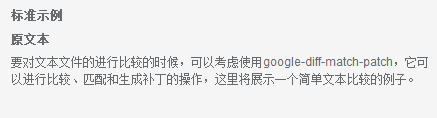 标准示例
原文本
要对文本文件的进行比较的时候，可以考虑使用google-diff-match-patch，它可
以进行比较、匹配和生成补丁的操作，这里将展示一个简单文本比较的例子。